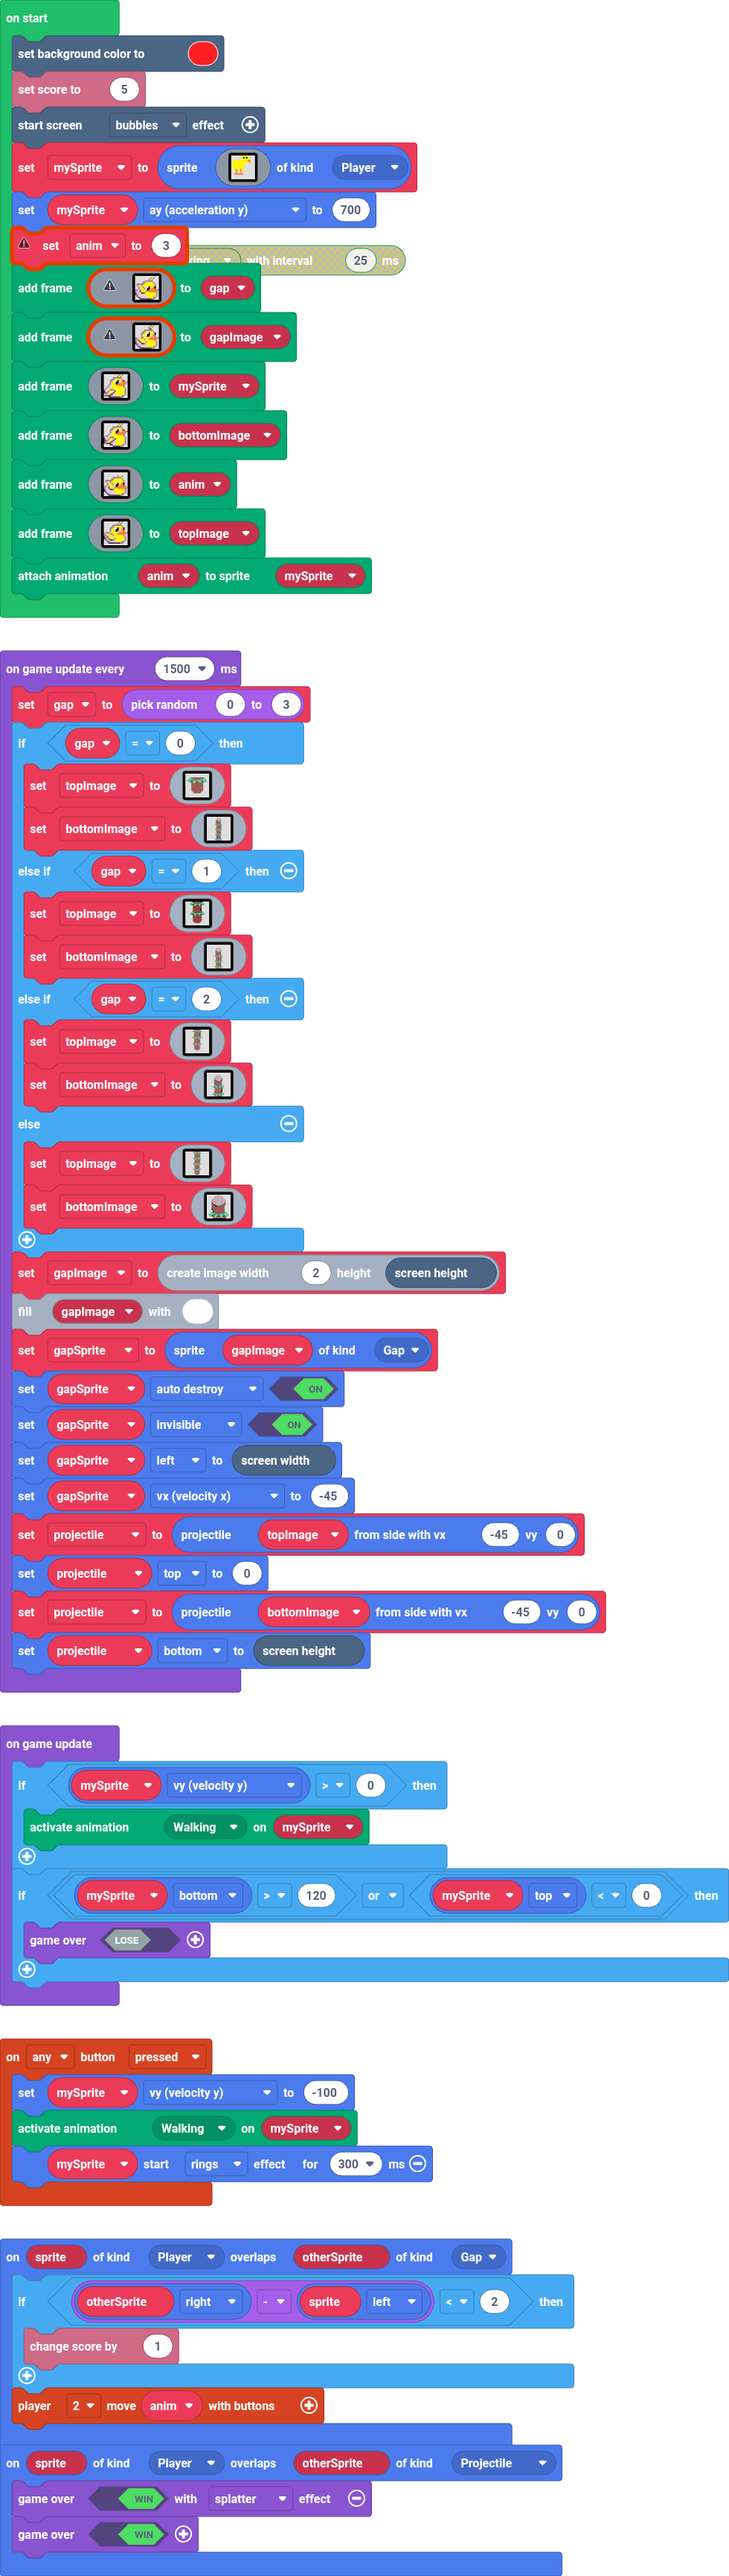 on start
set background color to
set score to 5
start screen bubbles effect
set mySprite to sprite of kind Player
set mySprite ay (acceleration y) to 700
set anim to 3
with interval 25 ms
add frame to gap
add frame to gapImage
add frame to mySprite
add frame to bottomImage
add frame to anim
add frame to topImage
attach animation anim to sprite mySprite
on game update every 1500 ms
set gap to pick random 0 to 3
if gap = 0 then
set topImage to
set bottomImage to
else if gap = 1 then
set topImage to
set bottomImage to
else if gap = 2 then
set topImage to
set bottomImage to
else
set topImage to
set bottomImage to
set gapImage to create image width 2 height screen height
fill gapImage with
set gapSprite to sprite gapImage of kind Gap
set gapSprite auto destroy ON
set gapSprite invisible ON
set gapSprite left to screen width
set gapSprite vx (velocity x) to -45
set projectile to projectile topImage from side with vx -45 vy 0
set projectile top to 0
set projectile to projectile bottomImage from side with vx -45 vy 0
set projectile bottom to screen height
on game update
if mySprite vy (velocity y) > 0 then
activate animation Walking on mySprite
if mySprite bottom > 120 or mySprite top < 0 then
game over LOSE
on any button pressed
set mySprite vy (velocity y) to -100
activate animation Walking on mySprite
mySprite start rings effect for 300 ms
on sprite of kind Player overlaps otherSprite of kind Gap
if otherSprite right - sprite left < 2 then
change score by 1
player 2 move anim with buttons
on sprite of kind Player overlaps otherSprite of kind Projectile
game over WIN with splatter effect
game over WIN